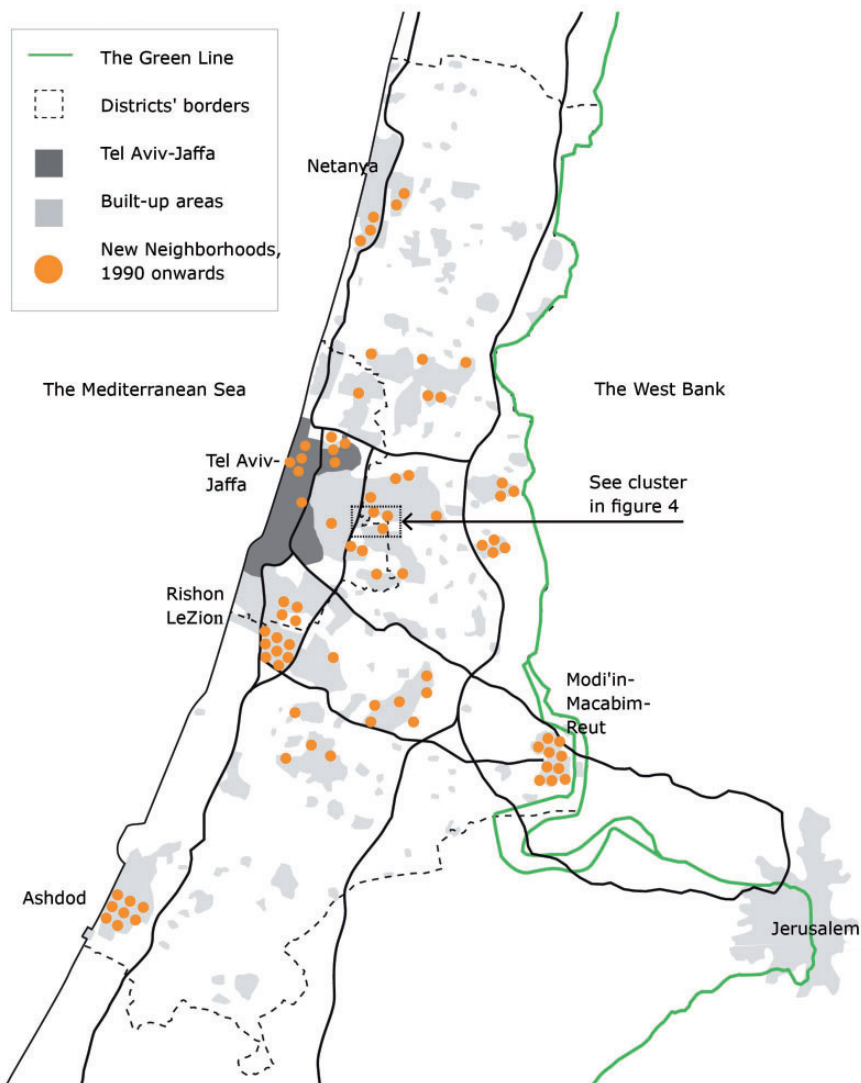 The Green Line
Districts' borders
Tel Aviv-Jaffa
Built-up areas
New Neighborhoods,
1990 onwards
Netanya
The Mediterranean Sea
The West Bank
Tel Aviv-
Jaffa
See cluster
in figure 4
Rishon
LeZion
Modi'in-
Macabim-
Reut
Ashdod
Jerusalem